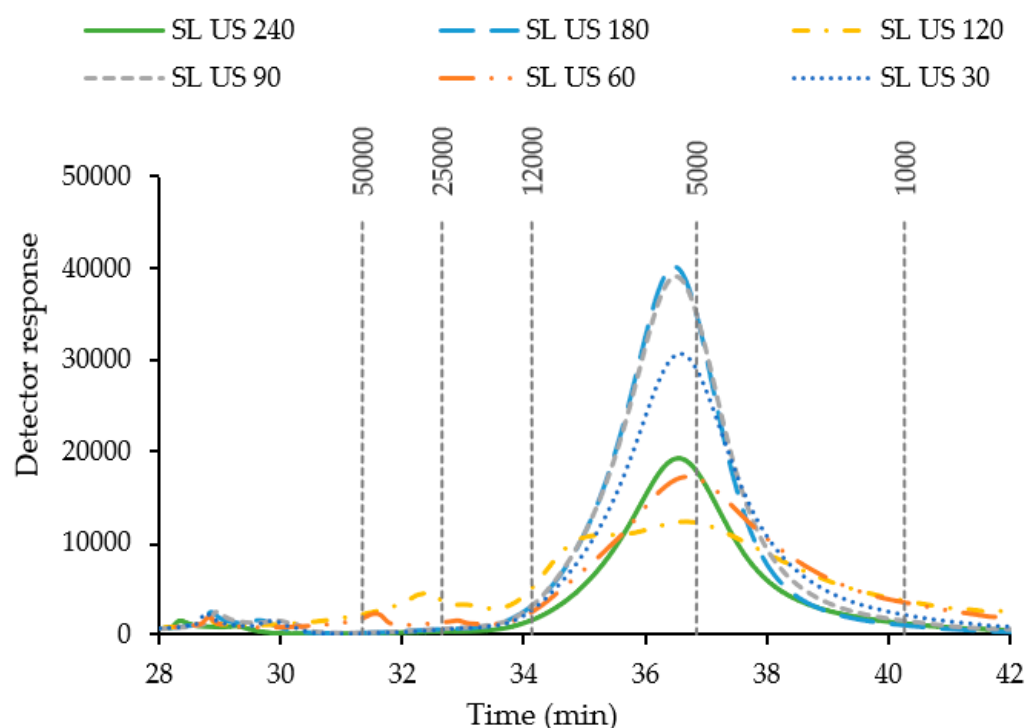 SL US 240 SL US 180 SL US 120
SL US 90 SL US 60 SL US 30
50000 25000 12000 5000 1000
50000
40000
30000
20000
10000
0
Detector response
28 30 32 34 36 38 40 42
Time (min)